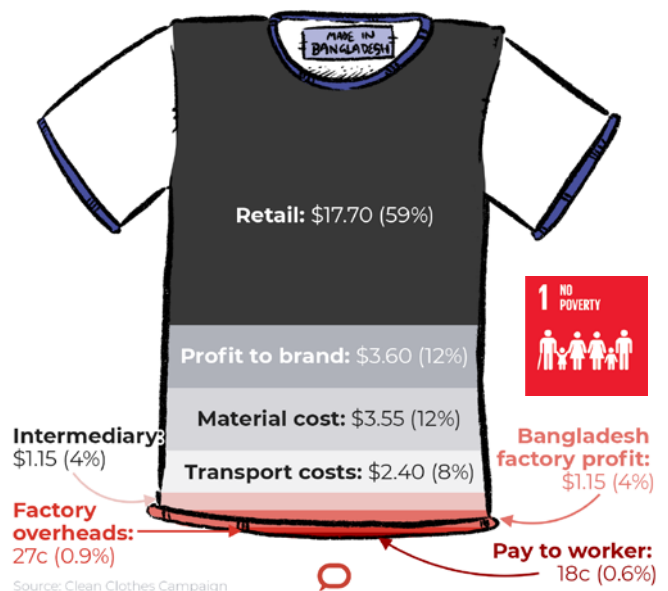 MADE IN
BANGLADESH
Retail: $17.70 (59%)
1 NO
POVERTY
Profit to brand: $3.60 (12%)
Material cost: $3.55 (12%)
Intermediary:
$1.15 (4%)
Bangladesh
factory profit:
$1.15 (4%)
Transport costs: $2.40 (8%)
Factory
overheads:
27c (0.9%)
Pay to worker:
18c (0.6%)
Source: Clean Clothes Campaign